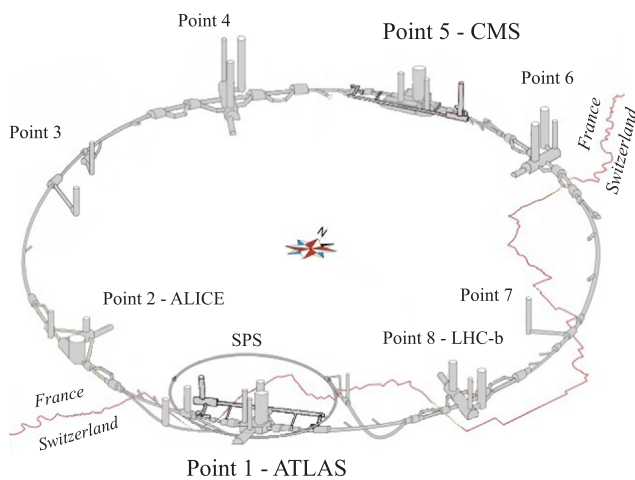 Point 4
Point 5 - CMS
Point 6
France
Switzerland
Point 3
N
Point 2 - ALICE
Point 7
SPS
Point 8 - LHC-b
France
Switzerland
Point 1 - ATLAS